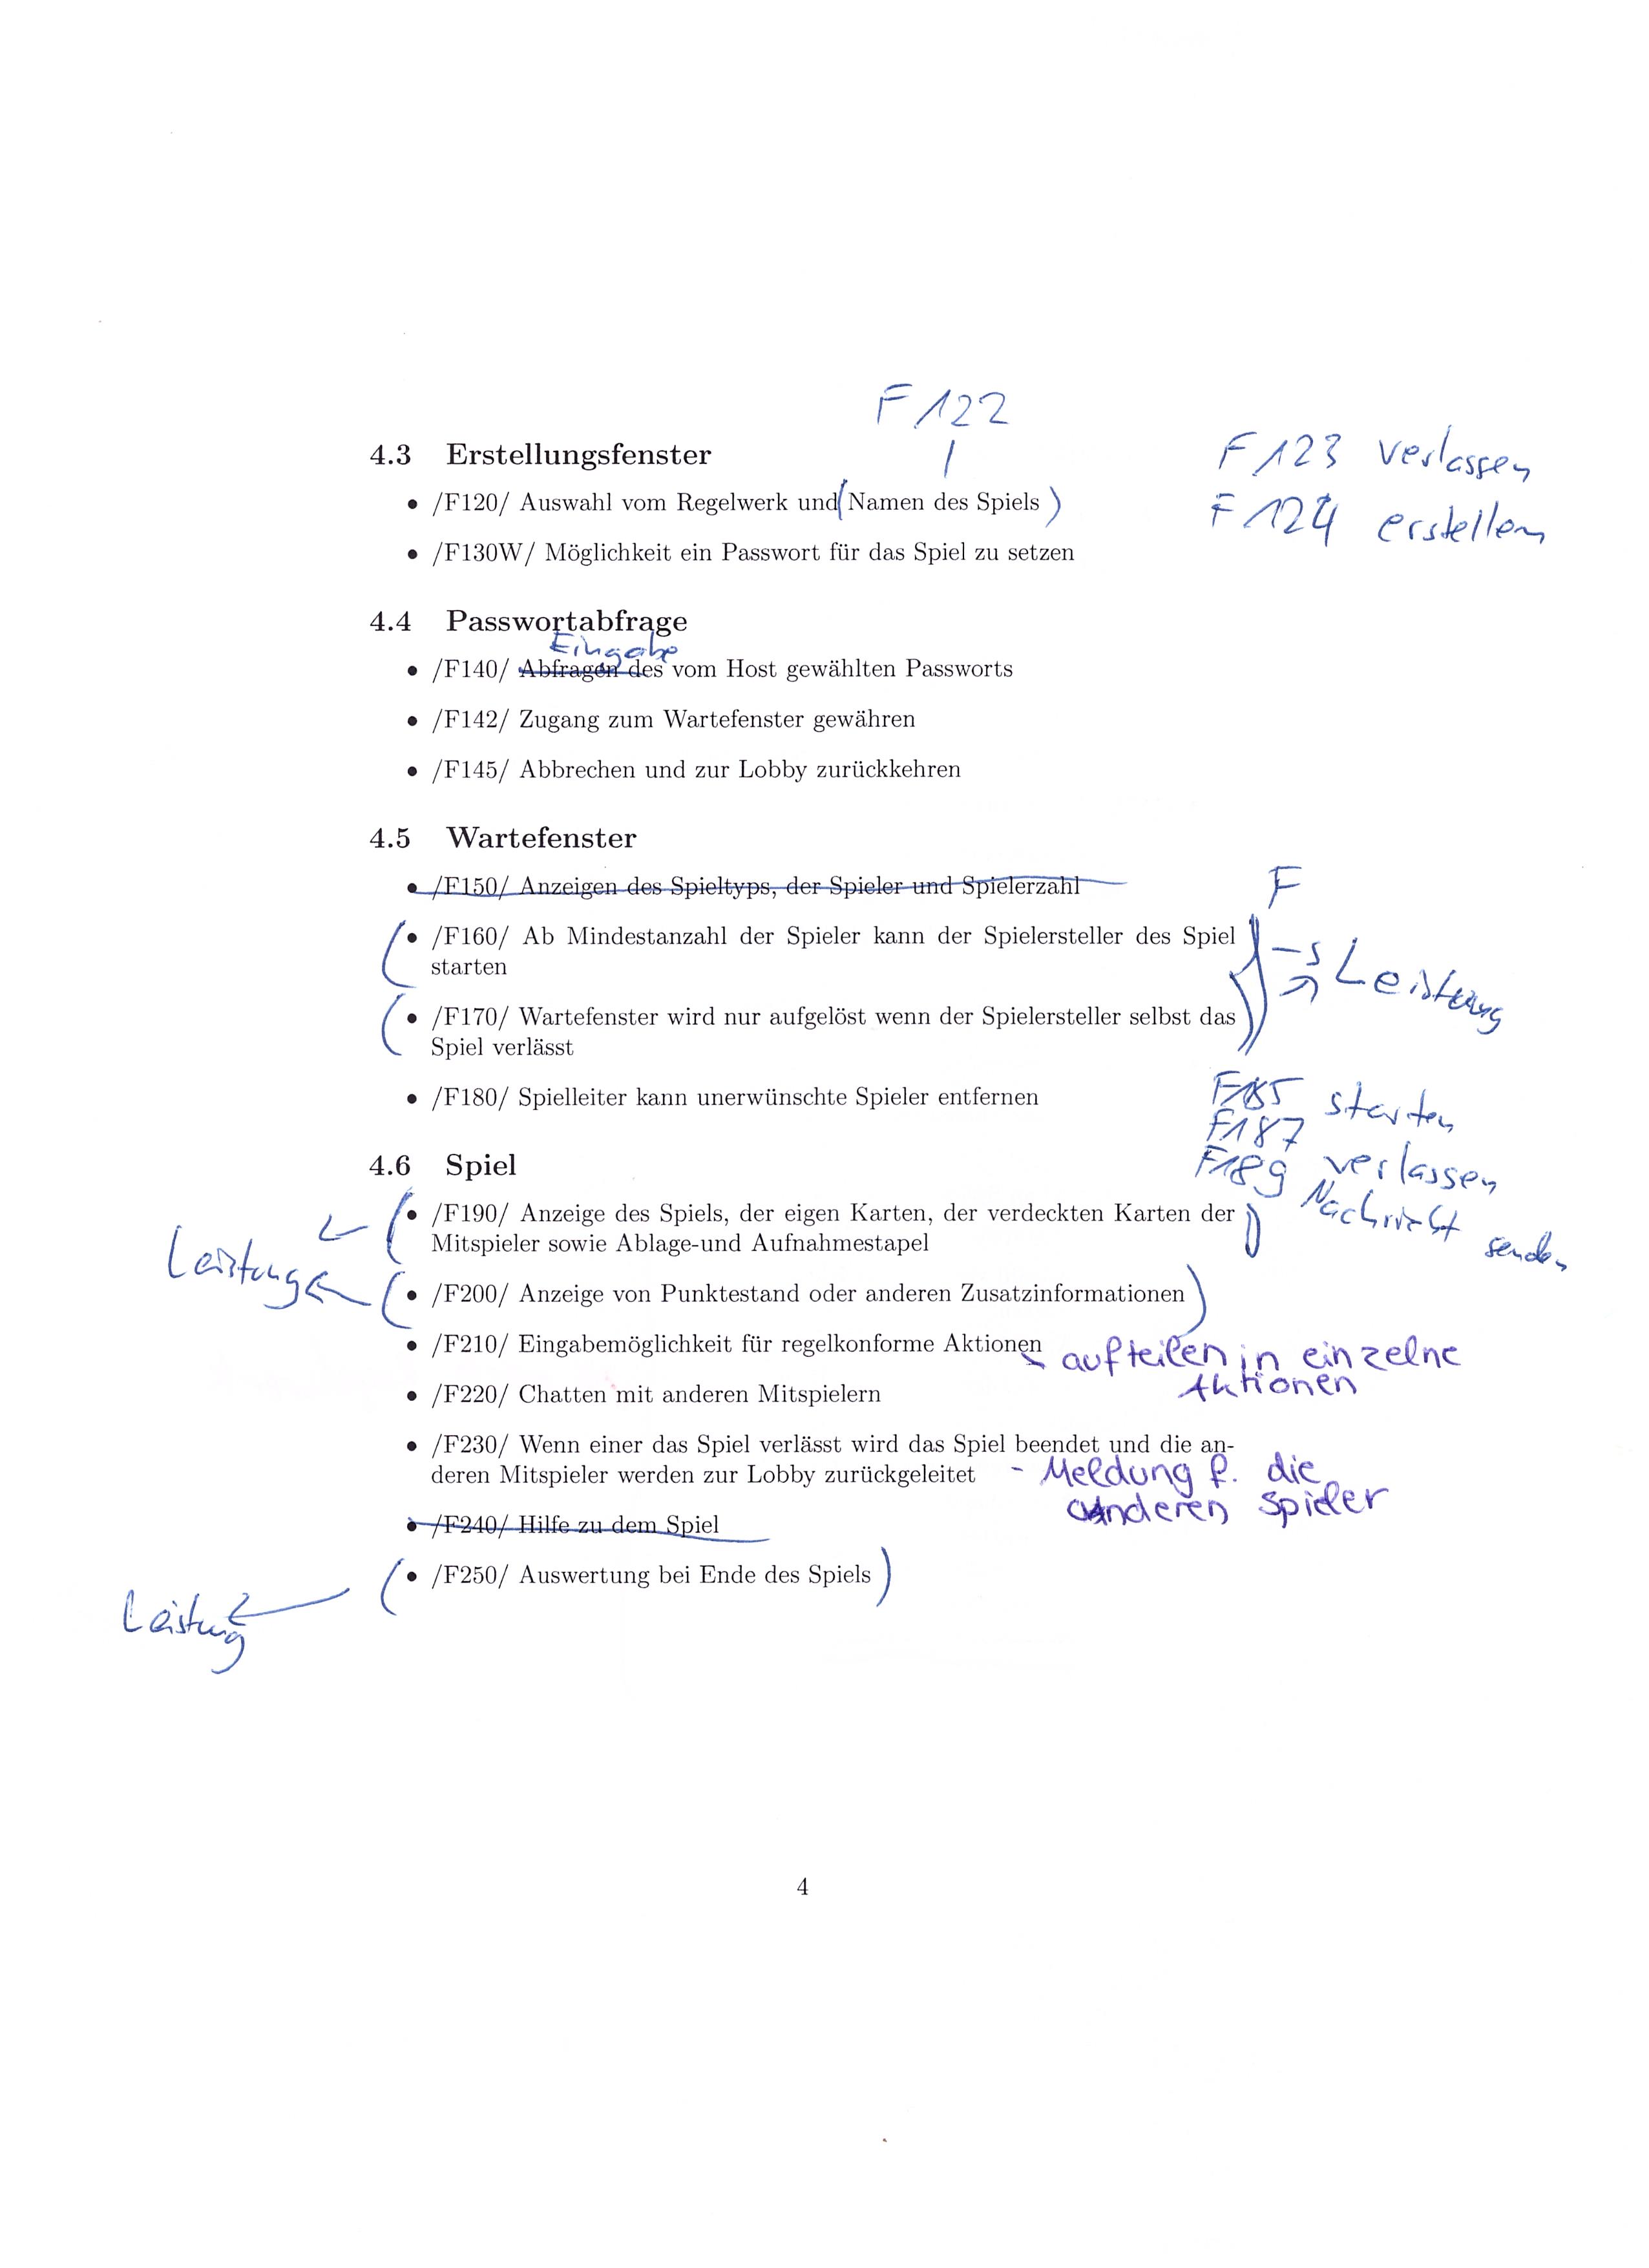 F122
4.3 Erstellungsfenster
F123 verlassen
• /F120/ Auswahl vom Regelwerk und (Namen des Spiels)
F124 erstellen
• /F130W/ Möglichkeit ein Passwort für das Spiel zu setzen
4.4 Passwortabfrage
Eingabe
• /F140/ Abfragen des vom Host gewählten Passworts
• /F142/ Zugang zum Wartefenster gewähren
• /F145/ Abbrechen und zur Lobby zurückkehren
4.5 Wartefenster
• /F150/ Anzeigen des Spieltyps, der Spieler und Spielerzahl
F
(• /F160/ Ab Mindestanzahl der Spieler kann der Spielersteller des Spiel
starten
→ Leistung
(• /F170/ Wartefenster wird nur aufgelöst wenn der Spielersteller selbst das
Spiel verlässt
• /F180/ Spielleiter kann unerwünschte Spieler entfernen
F185 starten
F187 verlassen
F189 Nachricht senden
4.6 Spiel
(• /F190/ Anzeige des Spiels, der eigen Karten, der verdeckten Karten der
Mitspieler sowie Ablage-und Aufnahmestapel)
Leistung
(• /F200/ Anzeige von Punktestand oder anderen Zusatzinformationen)
• /F210/ Eingabemöglichkeit für regelkonforme Aktionen
- aufteilen in einzelne
Aktionen
• /F220/ Chatten mit anderen Mitspielern
• /F230/ Wenn einer das Spiel verlässt wird das Spiel beendet und die an-
deren Mitspieler werden zur Lobby zurückgeleitet - Meldung f. die
anderen Spieler
• /F240/ Hilfe zu dem Spiel
(• /F250/ Auswertung bei Ende des Spiels)
Leistung
4